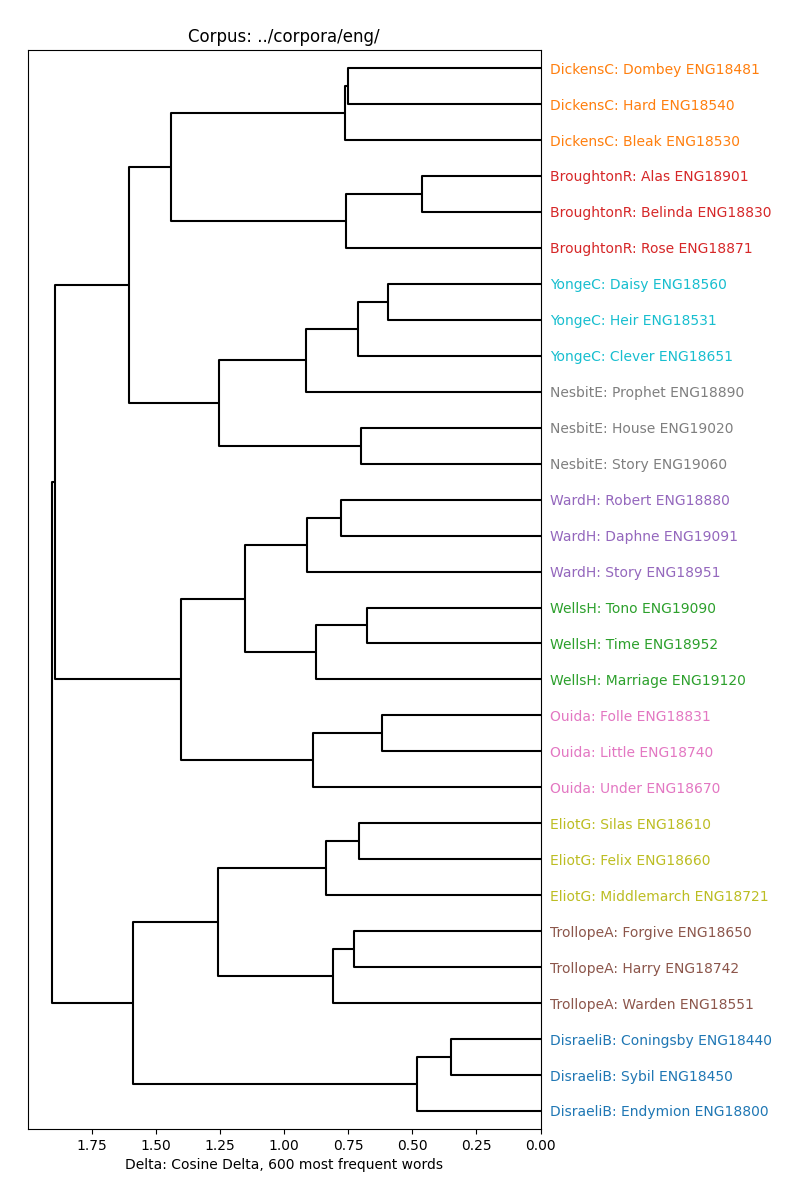 Corpus: ../corpora/eng/
DickensC: Dombey ENG18481
DickensC: Hard ENG18540
DickensC: Bleak ENG18530
BroughtonR: Alas ENG18901
BroughtonR: Belinda ENG18830
BroughtonR: Rose ENG18871
YongeC: Daisy ENG18560
YongeC: Heir ENG18531
YongeC: Clever ENG18651
NesbitE: Prophet ENG18890
NesbitE: House ENG19020
NesbitE: Story ENG19060
WardH: Robert ENG18880
WardH: Daphne ENG19091
WardH: Story ENG18951
WellsH: Tono ENG19090
WellsH: Time ENG18952
WellsH: Marriage ENG19120
Ouida: Folle ENG18831
Ouida: Little ENG18740
Ouida: Under ENG18670
EliotG: Silas ENG18610
EliotG: Felix ENG18660
EliotG: Middlemarch ENG18721
TrollopeA: Forgive ENG18650
TrollopeA: Harry ENG18742
TrollopeA: Warden ENG18551
DisraeliB: Coningsby ENG18440
DisraeliB: Sybil ENG18450
DisraeliB: Endymion ENG18800
1.75 1.50 1.25 1.00 0.75 0.50 0.25 0.00
Delta: Cosine Delta, 600 most frequent words